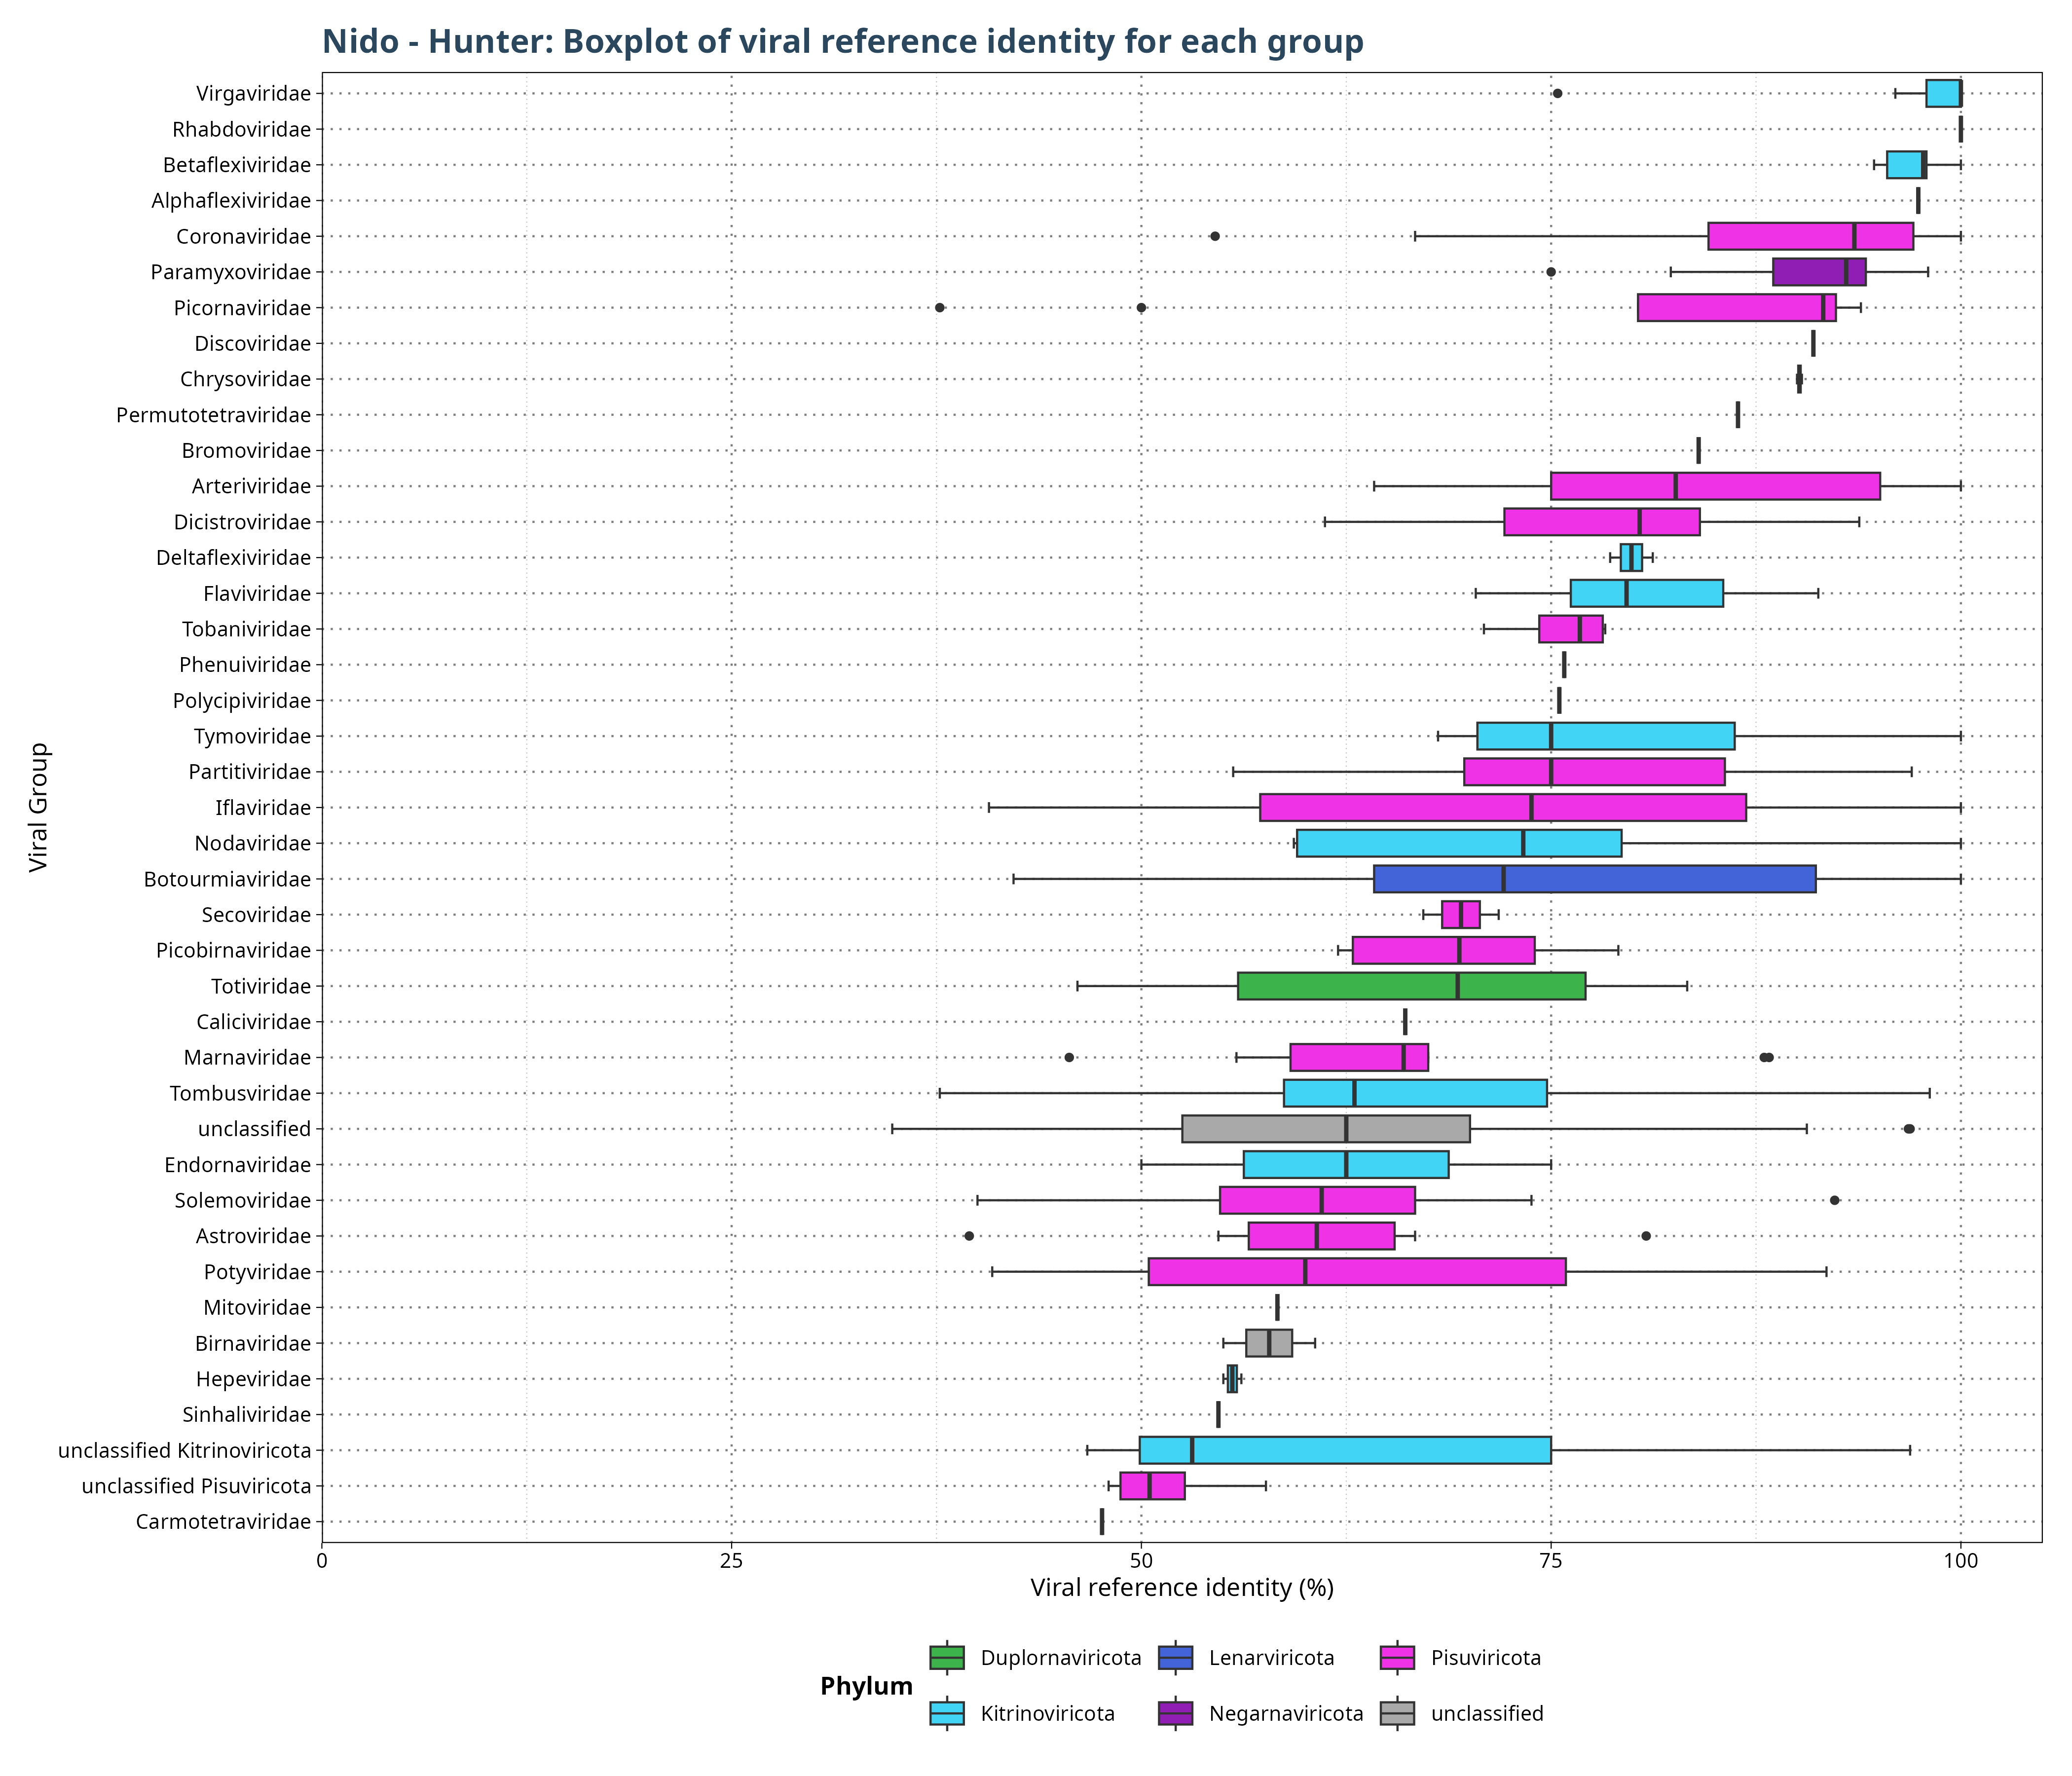 Nido - Hunter: Boxplot of viral reference identity for each group
Virgaviridae
Rhabdoviridae
Betaflexiviridae
Alphaflexiviridae
Coronaviridae
Paramyxoviridae
Picornaviridae
Discoviridae
Chrysoviridae
Permutotetraviridae
Bromoviridae
Arteriviridae
Dicistroviridae
Deltaflexiviridae
Flaviviridae
Tobaniviridae
Phenuiviridae
Polycipiviridae
Tymoviridae
Partitiviridae
Iflaviridae
Nodaviridae
Botourmiaviridae
Secoviridae
Picobirnaviridae
Totiviridae
Caliciviridae
Marnaviridae
Tombusviridae
unclassified
Endornaviridae
Solemoviridae
Astroviridae
Potyviridae
Mitoviridae
Birnaviridae
Hepeviridae
Sinhaliviridae
unclassified Kitrinoviricota
unclassified Pisuviricota
Carmotetraviridae
Viral Group
0 25 50 75 100
Viral reference identity (%)
Phylum
Duplornaviricota Lenarviricota Pisuviricota
Kitrinoviricota Negarnaviricota unclassified